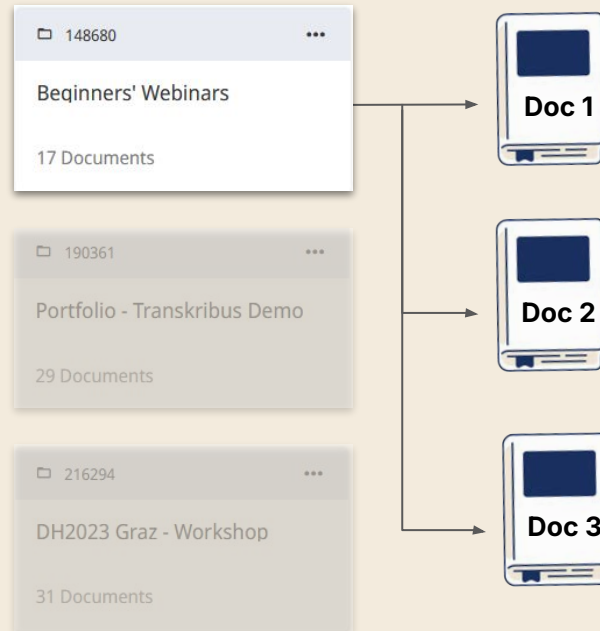 148680 •••
Beginners' Webinars
17 Documents
190361 •••
Portfolio - Transkribus Demo
29 Documents
216294 •••
DH2023 Graz - Workshop
31 Documents
Doc 1
Doc 2
Doc 3